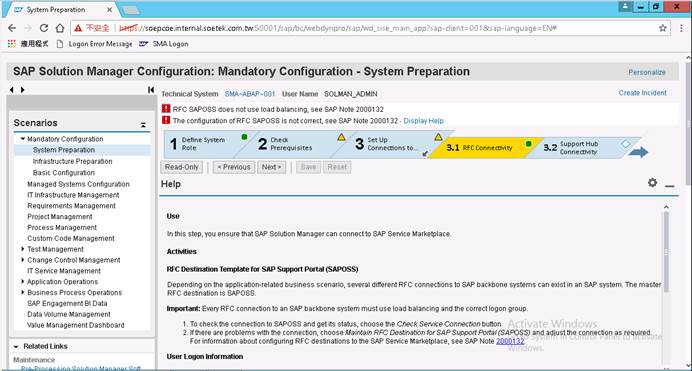 System Preparation
不安全
https://soepcoe.internal.soetek.com.tw:50001/sap/bc/webdynpro/sap/wd_sise_main_app?sap-client=001&sap-language=EN#
應用程式
Logon Error Message
SMA Logon
SAP Solution Manager Configuration: Mandatory Configuration - System Preparation
Personalize
Technical System SMA~ABAP~001 User Name SOLMAN_ADMIN
Create Incident
RFC SAPOSS does not use load balancing, see SAP Note 2000132
The configuration of RFC SAPOSS is not correct, see SAP Note 2000132 - Display Help
Scenarios
Mandatory Configuration
System Preparation
Infrastructure Preparation
Basic Configuration
Managed Systems Configuration
IT Infrastructure Management
Requirements Management
Project Management
Process Management
Custom Code Management
Test Management
Change Control Management
IT Service Management
Application Operations
Business Process Operations
SAP Engagement BI Data
Data Volume Management
Value Management Dashboard
Related Links
Maintenance
Pre-Processing Solution Manager Soft
1 Define System Role
2 Check Prerequisites
3 Set Up Connections to...
3.1 RFC Connectivity
3.2 Support Hub Connectivity
Read-Only
< Previous
Next >
Save
Reset
Help
Use
In this step, you ensure that SAP Solution Manager can connect to SAP Service Marketplace.
Activities
RFC Destination Template for SAP Support Portal (SAPOSS)
Depending on the application-related business scenario, several different RFC connections to SAP backbone systems can exist in an SAP system. The master
RFC destination is SAPOSS.
Important: Every RFC connection to an SAP backbone system must use load balancing and the correct logon group.
1. To check the connection to SAPOSS and get its status, choose the Check Service Connection button.
2. If there are problems with the connection, choose Maintain RFC Destination for SAP Support Portal (SAPOSS) and adjust the connection as required.
For information about configuring RFC destinations to the SAP Service Marketplace, see SAP Note 2000132.
User Logon Information
Activate Windows
Go to System in Control Panel to activate
Windows.